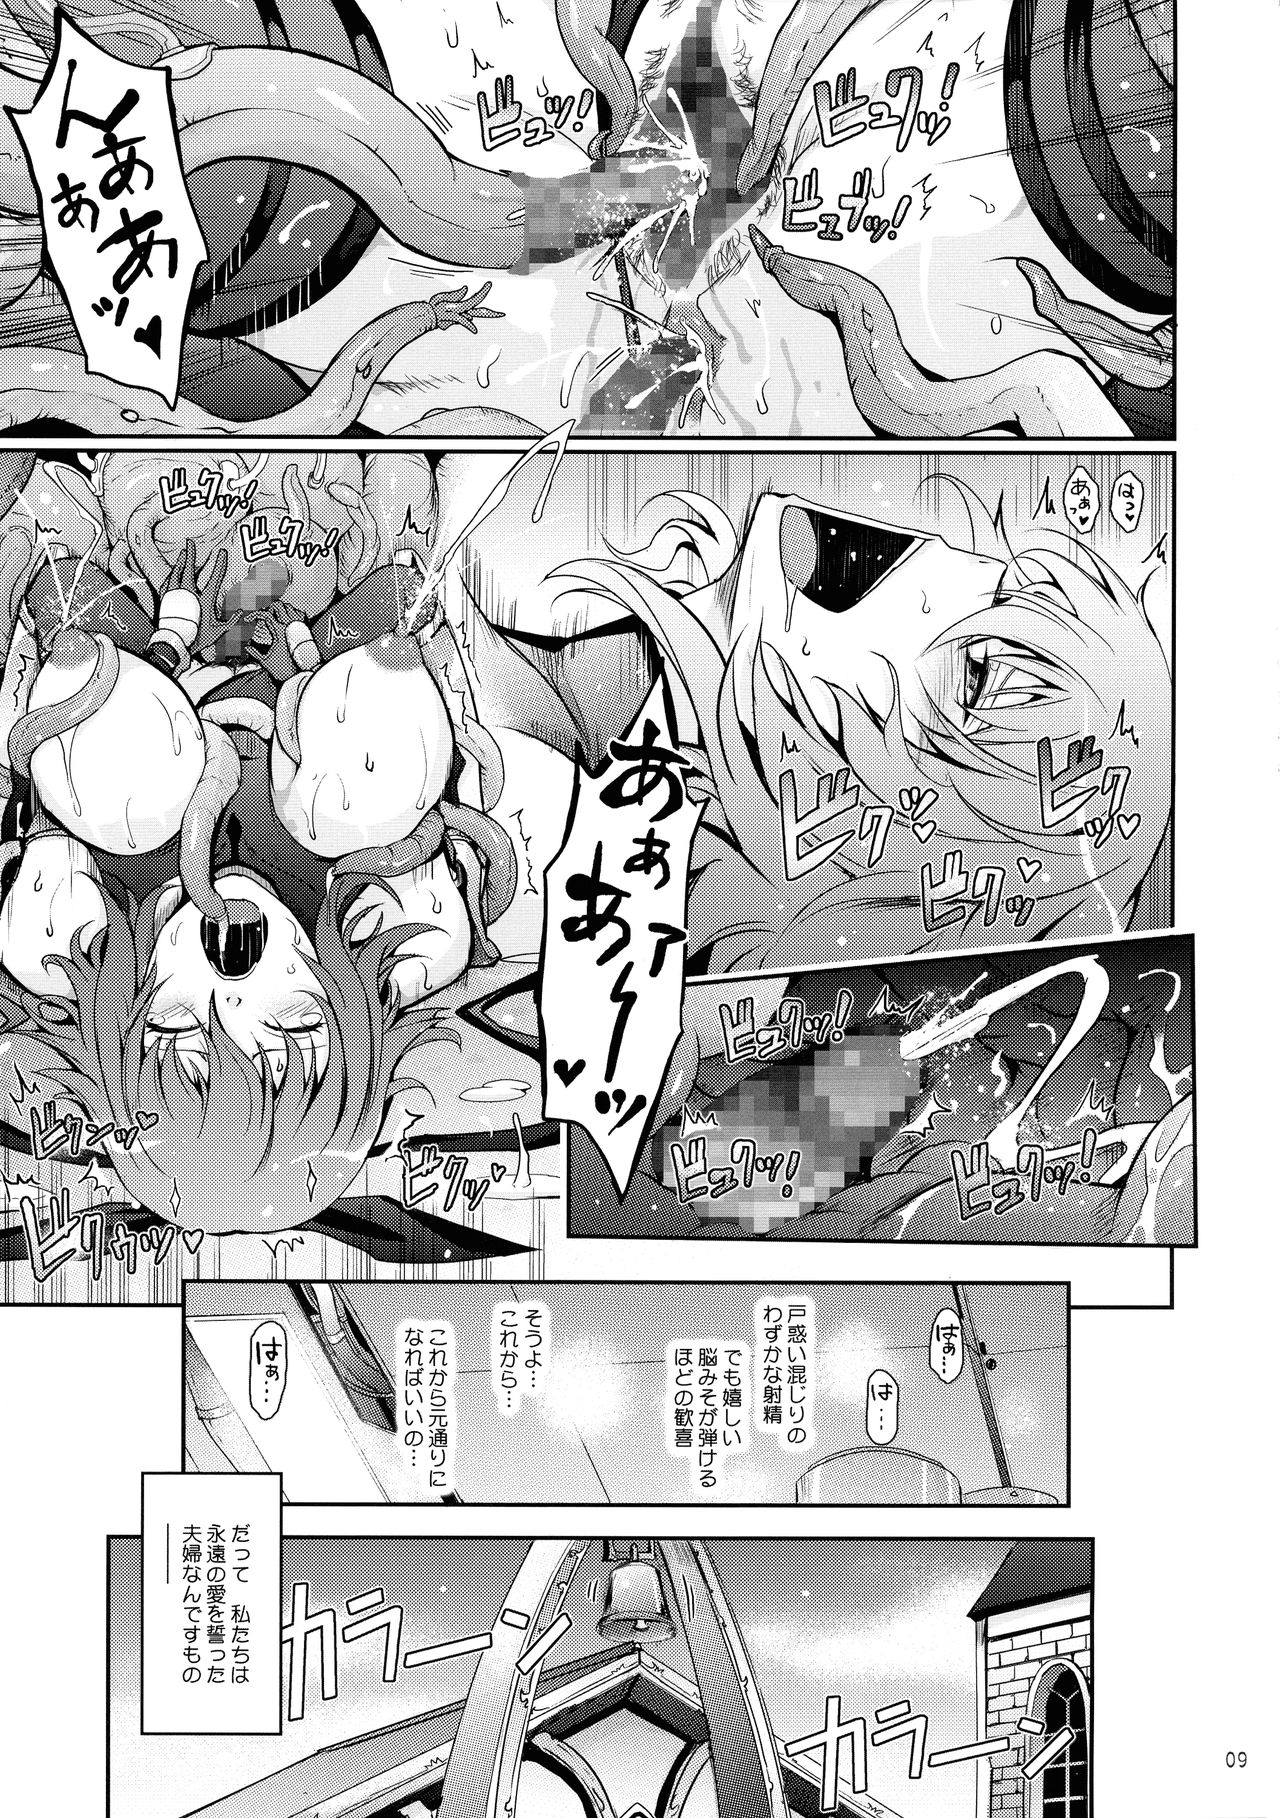 ビュクッ!
ビュクッ!
ビュブッ!
んああ
あぁ
あッ♥
はっ♥
あぁっ♥
ビクッ♥
ビクッ♥
ビクッ♥
あぁ
あァ〜ッ♥
ビュクッ!
ビュクッ!
ビクンッ♥
ビクッ♥
ビクゥッ♥
ビュクッ!
ビュクッ!
ビュクッ!
はぁ…
は…
戸惑い混じりの
わずかな射精
でも嬉しい
脳みそが弾ける
ほどの歓喜
そうよ…
これから…
これから元通りに
なればいいの…
はぁ…
だって 私たちは
永遠の愛を誓った
夫婦なんですもの
――
カラーン
カラーン
09